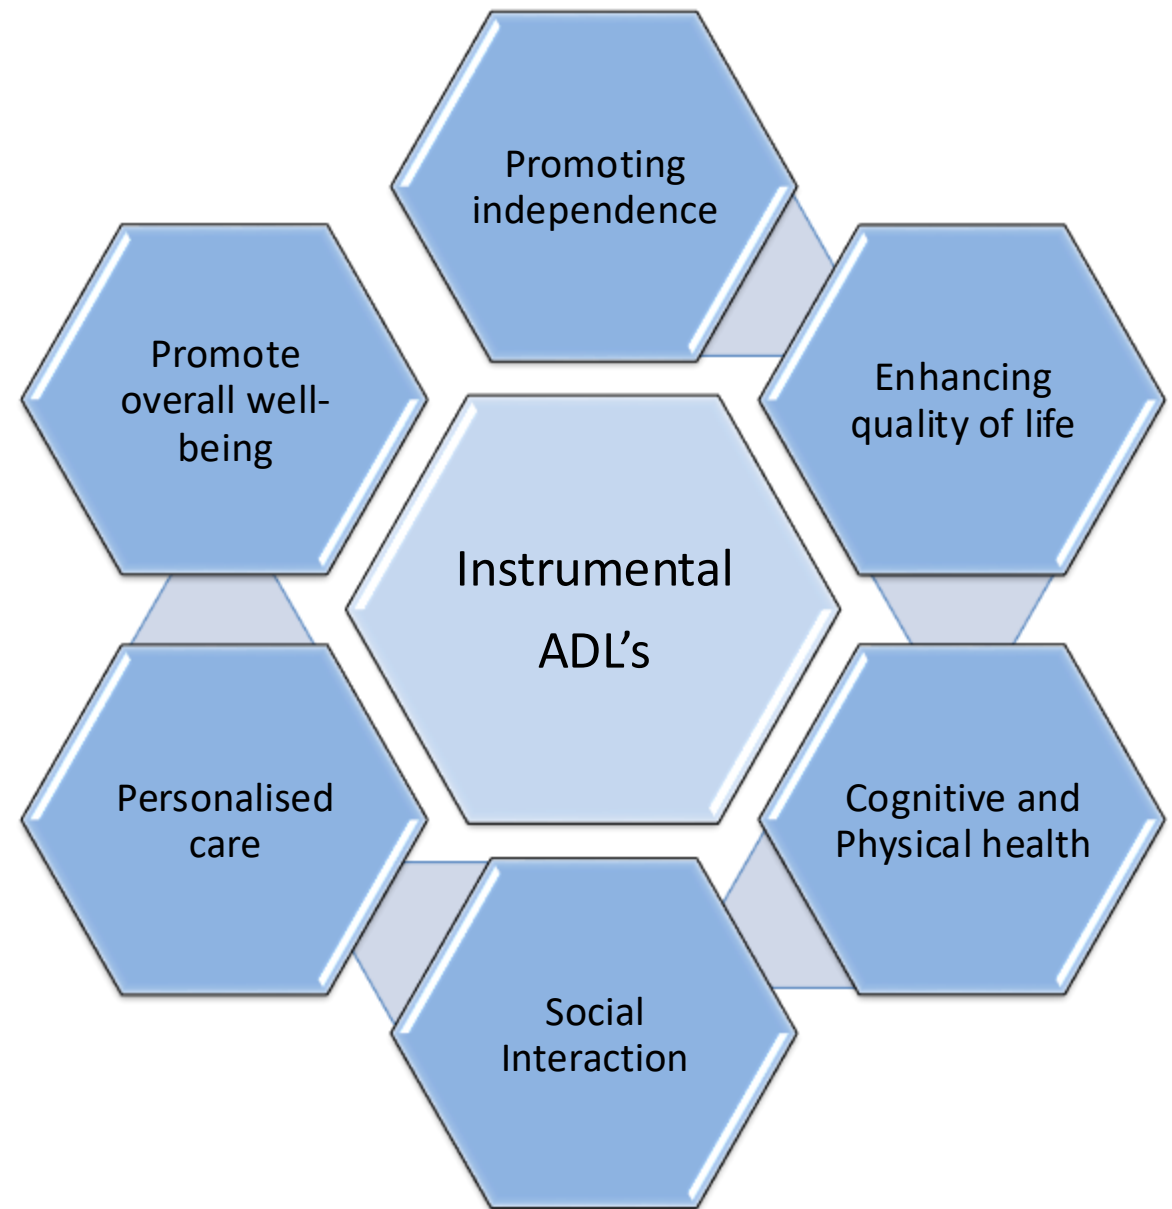 Promoting
independence
Enhancing
quality of life
Cognitive and
Physical health
Social
Interaction
Personalised
care
Promote
overall well-
being
Instrumental
ADL’s